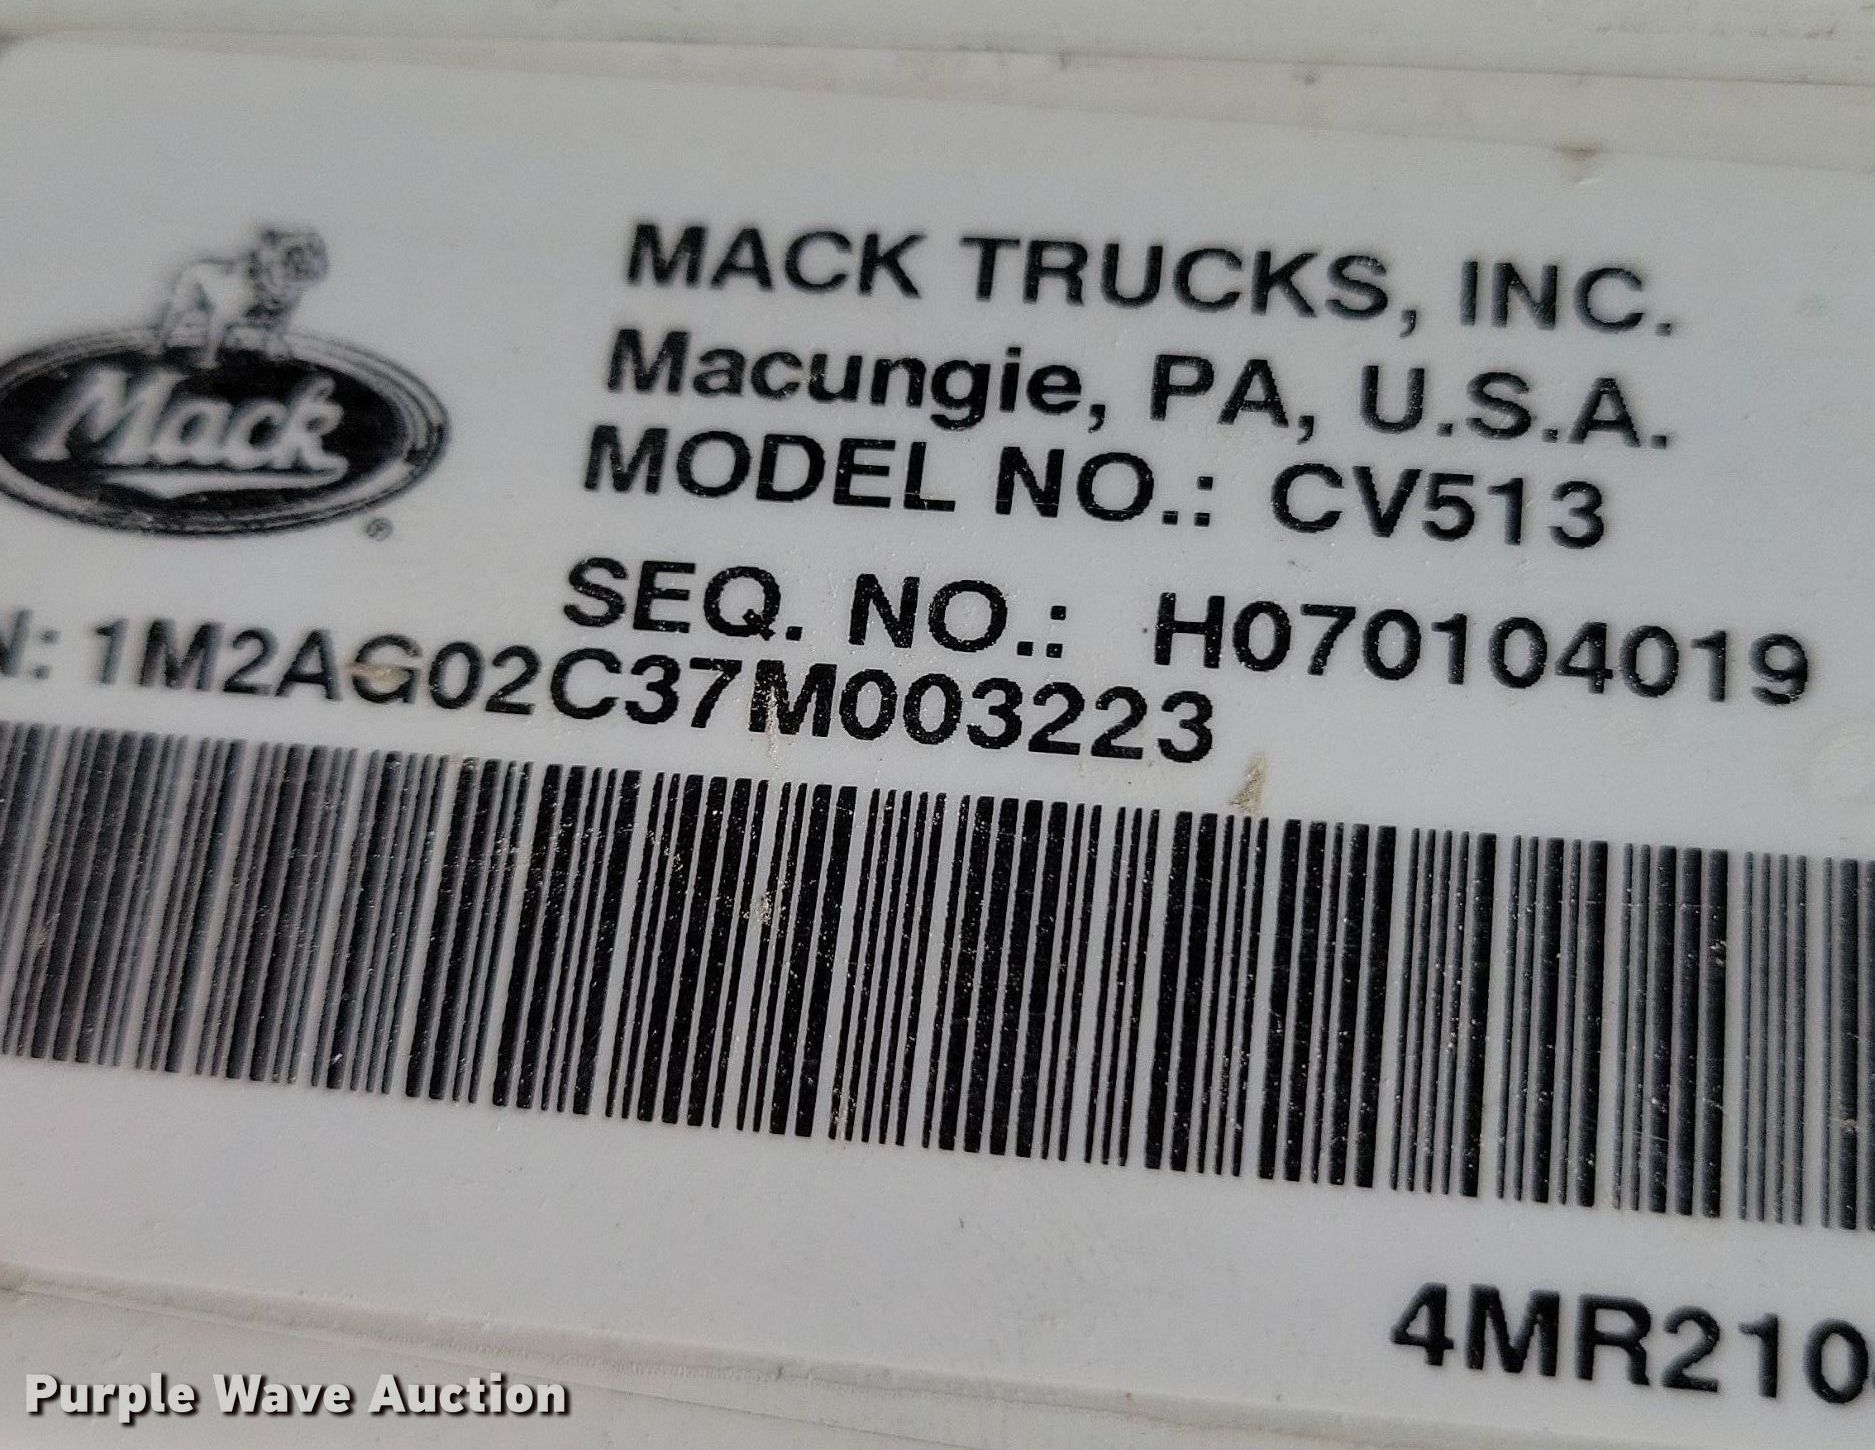 MACK TRUCKS, INC.
Macungie, PA, U.S.A.
Mack
®
MODEL NO.: CV513
SEQ. NO.: H070104019
N: 1M2AG02C37M003223
4MR210
Purple Wave Auction